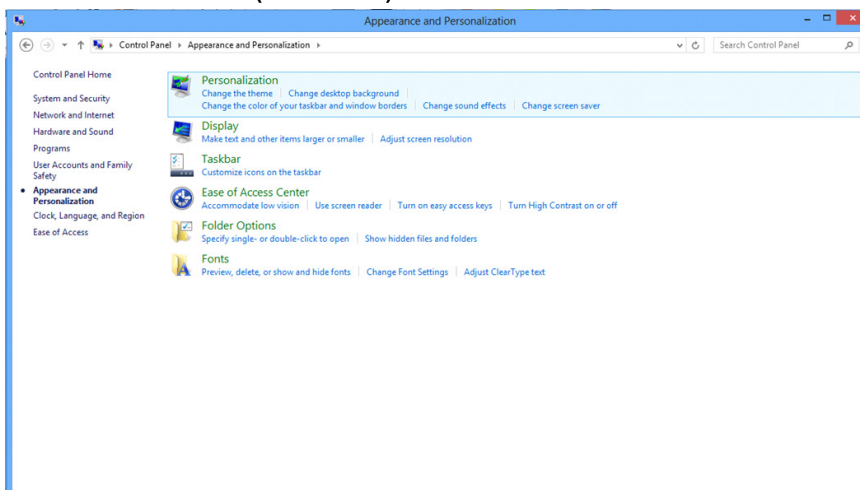 Appearance and Personalization
Control Panel Appearance and Personalization
Search Control Panel
Control Panel Home
System and Security
Network and Internet
Hardware and Sound
Programs
User Accounts and Family
Safety
Appearance and
Personalization
Clock, Language, and Region
Ease of Access
Personalization
Change the theme Change desktop background
Change the color of your taskbar and window borders Change sound effects Change screen saver
Display
Make text and other items larger or smaller Adjust screen resolution
Taskbar
Customize icons on the taskbar
Ease of Access Center
Accommodate low vision Use screen reader Turn on easy access keys Turn High Contrast on or off
Folder Options
Specify single- or double-click to open Show hidden files and folders
Fonts
Preview, delete, or show and hide fonts Change Font Settings Adjust ClearType text